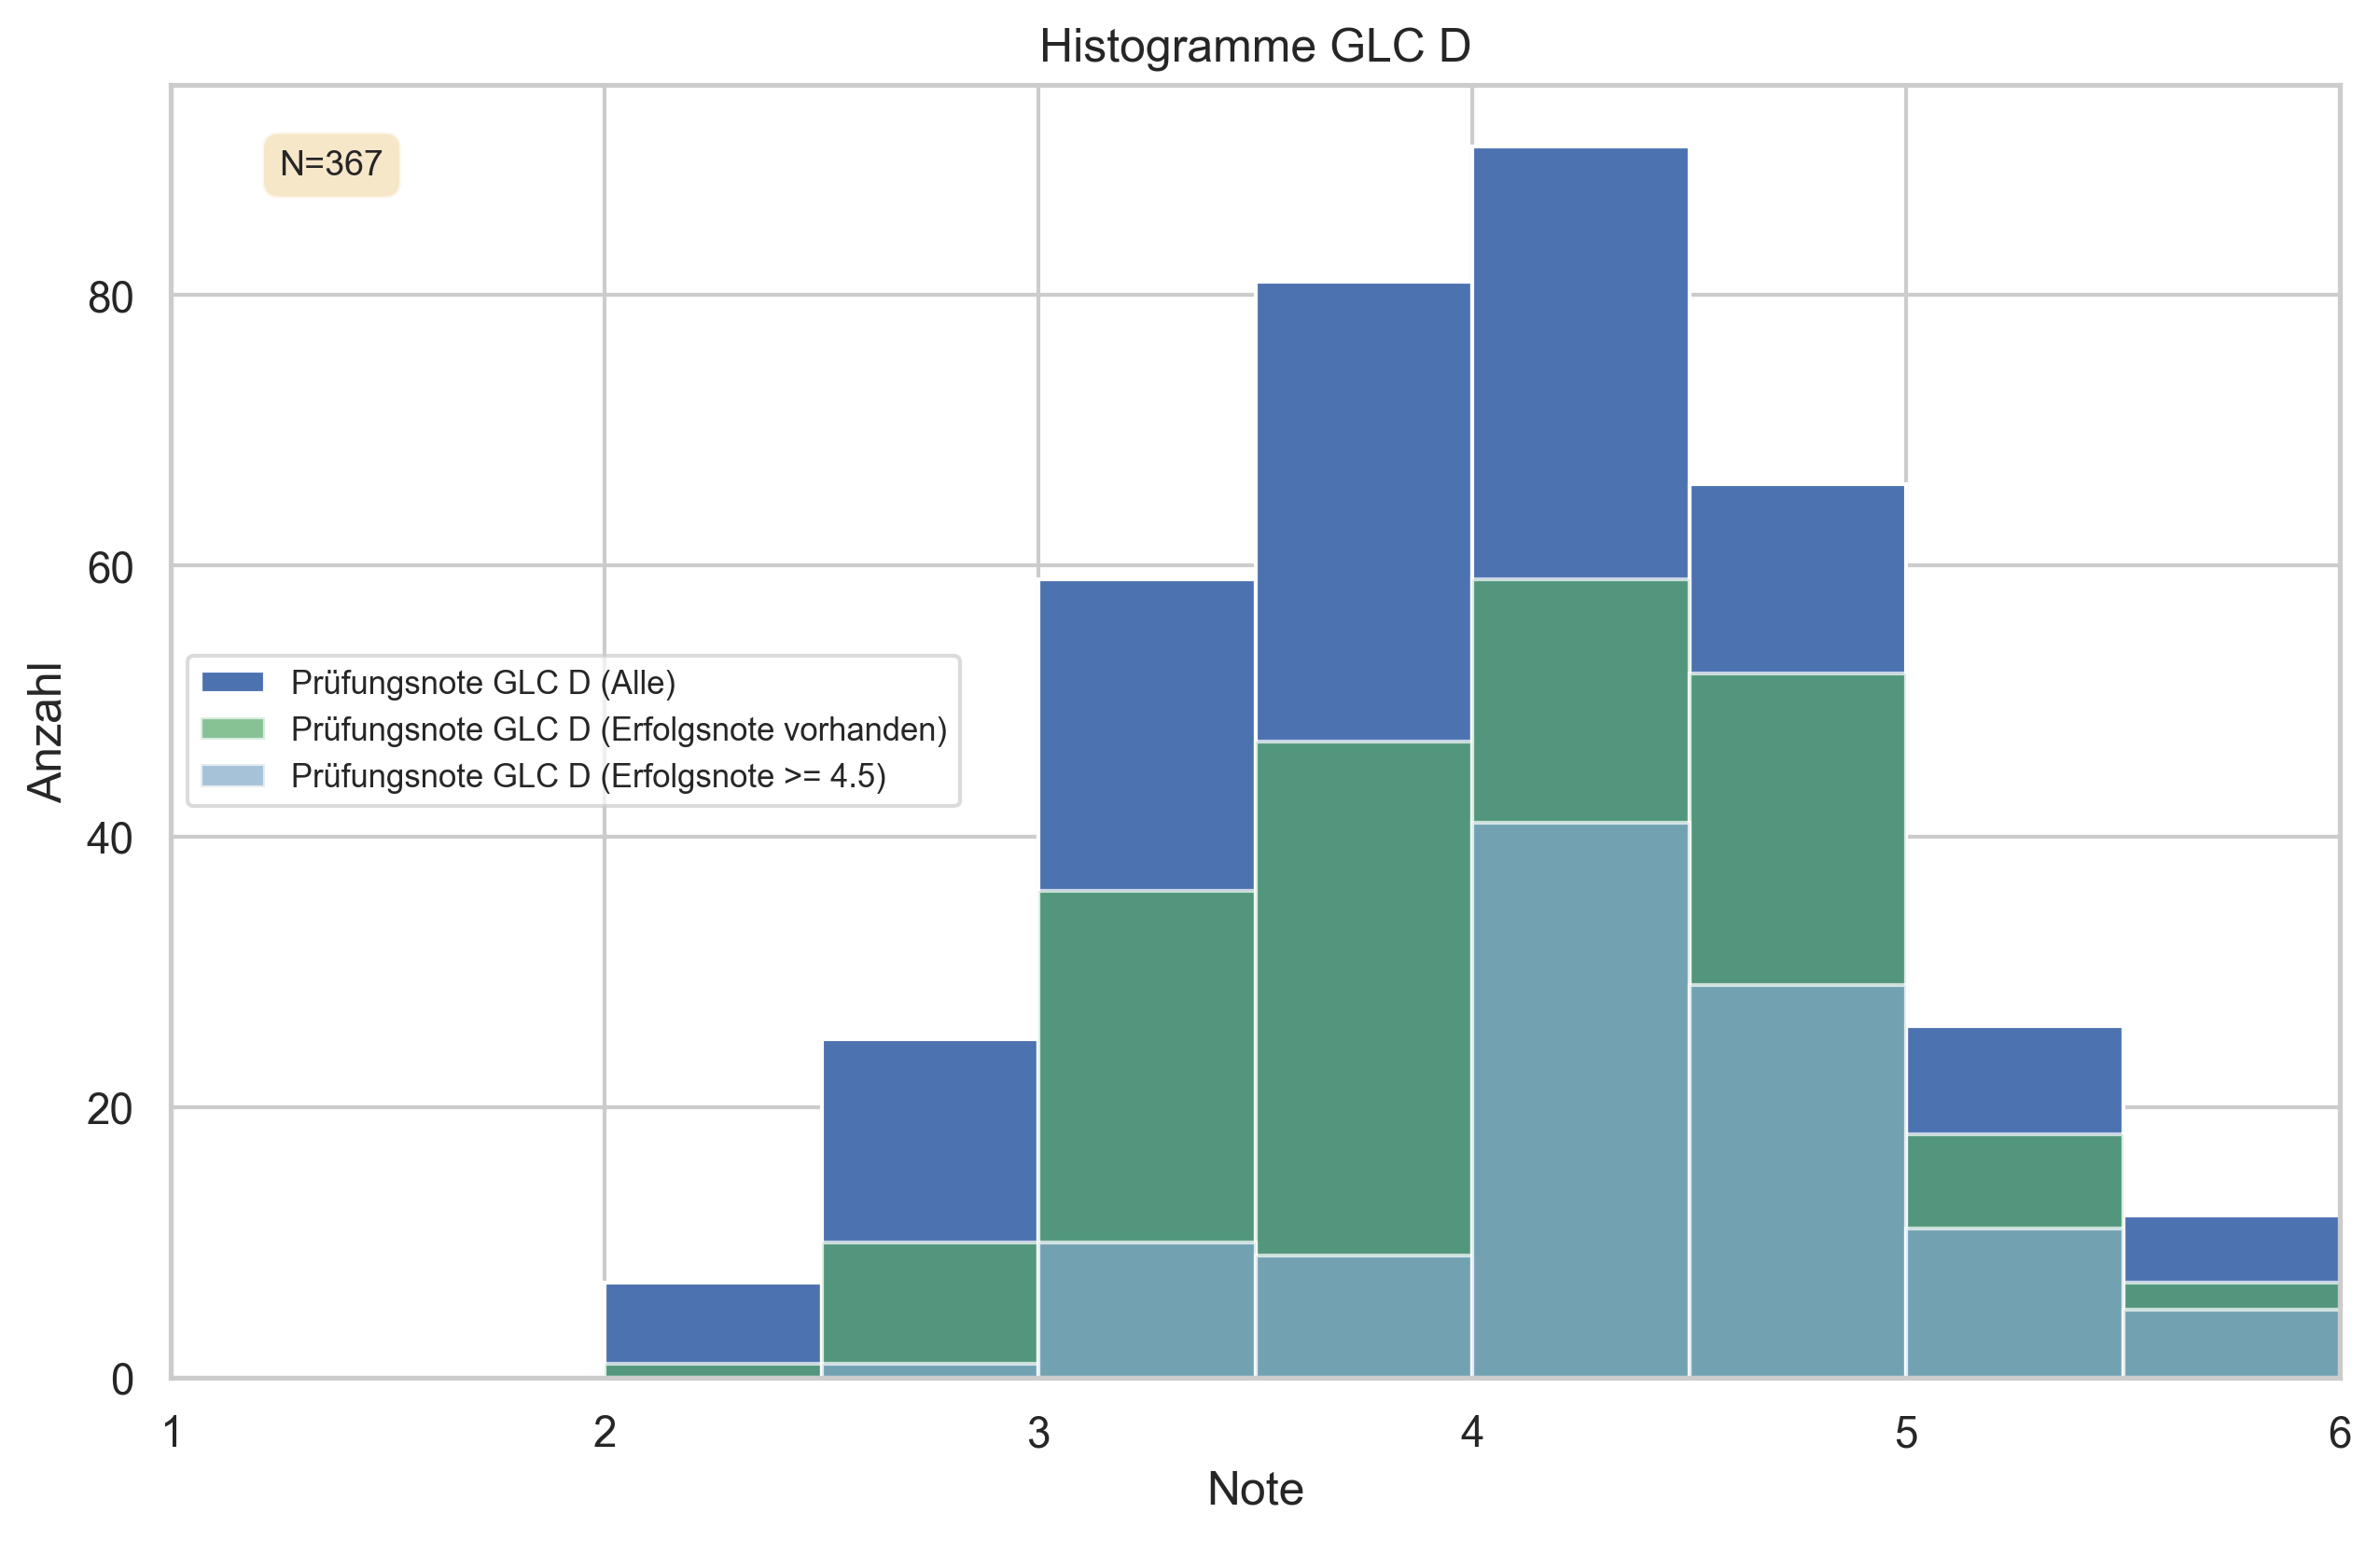 Histogramme GLC D
N=367
80
60
40
20
0
Anzahl
Prüfungsnote GLC D (Alle)
Prüfungsnote GLC D (Erfolgsnote vorhanden)
Prüfungsnote GLC D (Erfolgsnote >= 4.5)
1 2 3 4 5 6
Note